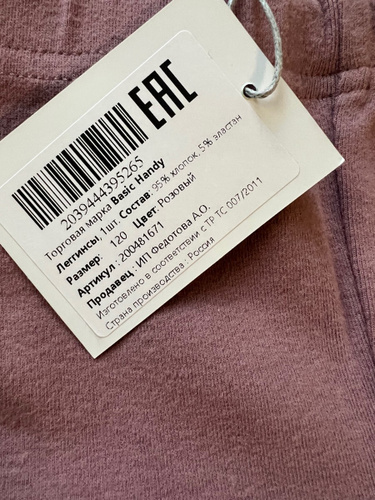 EAC
2039444395265
Торговая марка Basic Handy
Леггинсы: 1шт. Состав: 95% хлопок, 5% эластан
Размер: 120 Цвет: Розовый
Артикул : 200481671
Продавец : ИП Федотова А.О.
Изготовлено в соответствии с ТР ТС 007/2011
Страна производства : Россия